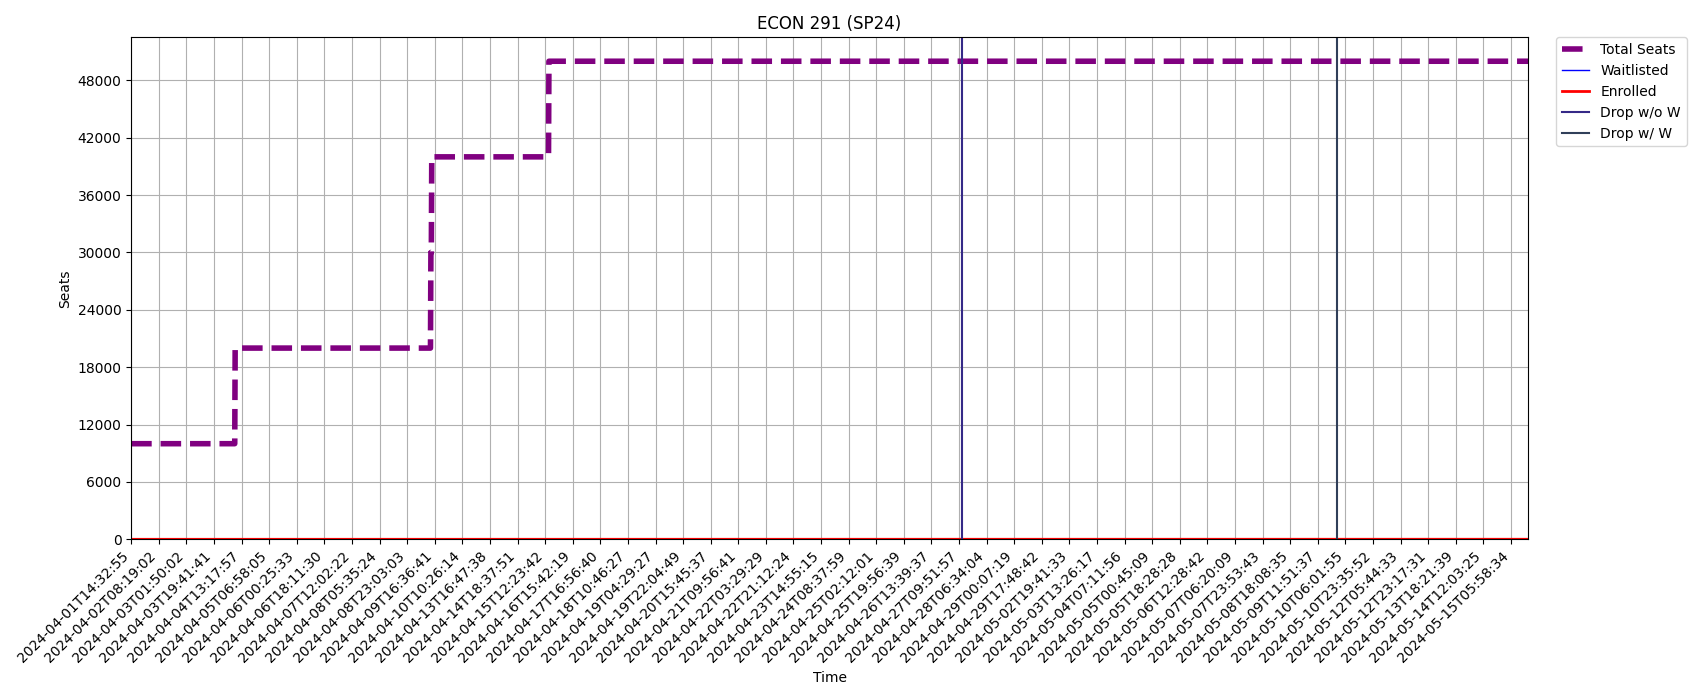 ECON 291 (SP24)
Total Seats
Waitlisted
Enrolled
Drop w/o W
Drop w/ W
48000
42000
36000
30000
24000
18000
12000
6000
0
Seats
2024-04-01T14:32:55
2024-04-02T08:19:02
2024-04-03T01:50:02
2024-04-03T19:41:41
2024-04-04T13:17:57
2024-04-05T06:58:05
2024-04-06T00:25:33
2024-04-06T18:11:30
2024-04-07T12:02:22
2024-04-08T05:35:24
2024-04-08T23:03:03
2024-04-09T16:36:41
2024-04-10T10:26:14
2024-04-13T16:47:38
2024-04-14T18:37:51
2024-04-15T12:23:42
2024-04-16T15:42:19
2024-04-17T16:56:40
2024-04-18T10:46:27
2024-04-19T04:29:27
2024-04-19T22:04:49
2024-04-20T15:45:37
2024-04-21T09:56:41
2024-04-22T03:29:29
2024-04-22T21:12:24
2024-04-23T14:55:15
2024-04-24T08:37:59
2024-04-25T02:12:01
2024-04-25T19:56:39
2024-04-26T13:39:37
2024-04-27T09:51:57
2024-04-28T06:34:04
2024-04-29T00:07:19
2024-04-29T17:48:42
2024-05-02T19:41:33
2024-05-03T13:26:17
2024-05-04T07:11:56
2024-05-05T00:45:09
2024-05-05T18:28:28
2024-05-06T12:28:42
2024-05-07T06:20:09
2024-05-07T23:53:43
2024-05-08T18:08:35
2024-05-09T11:51:37
2024-05-10T06:01:55
2024-05-10T23:35:52
2024-05-12T05:44:33
2024-05-12T23:17:31
2024-05-13T18:21:39
2024-05-14T12:03:25
2024-05-15T05:58:34
Time